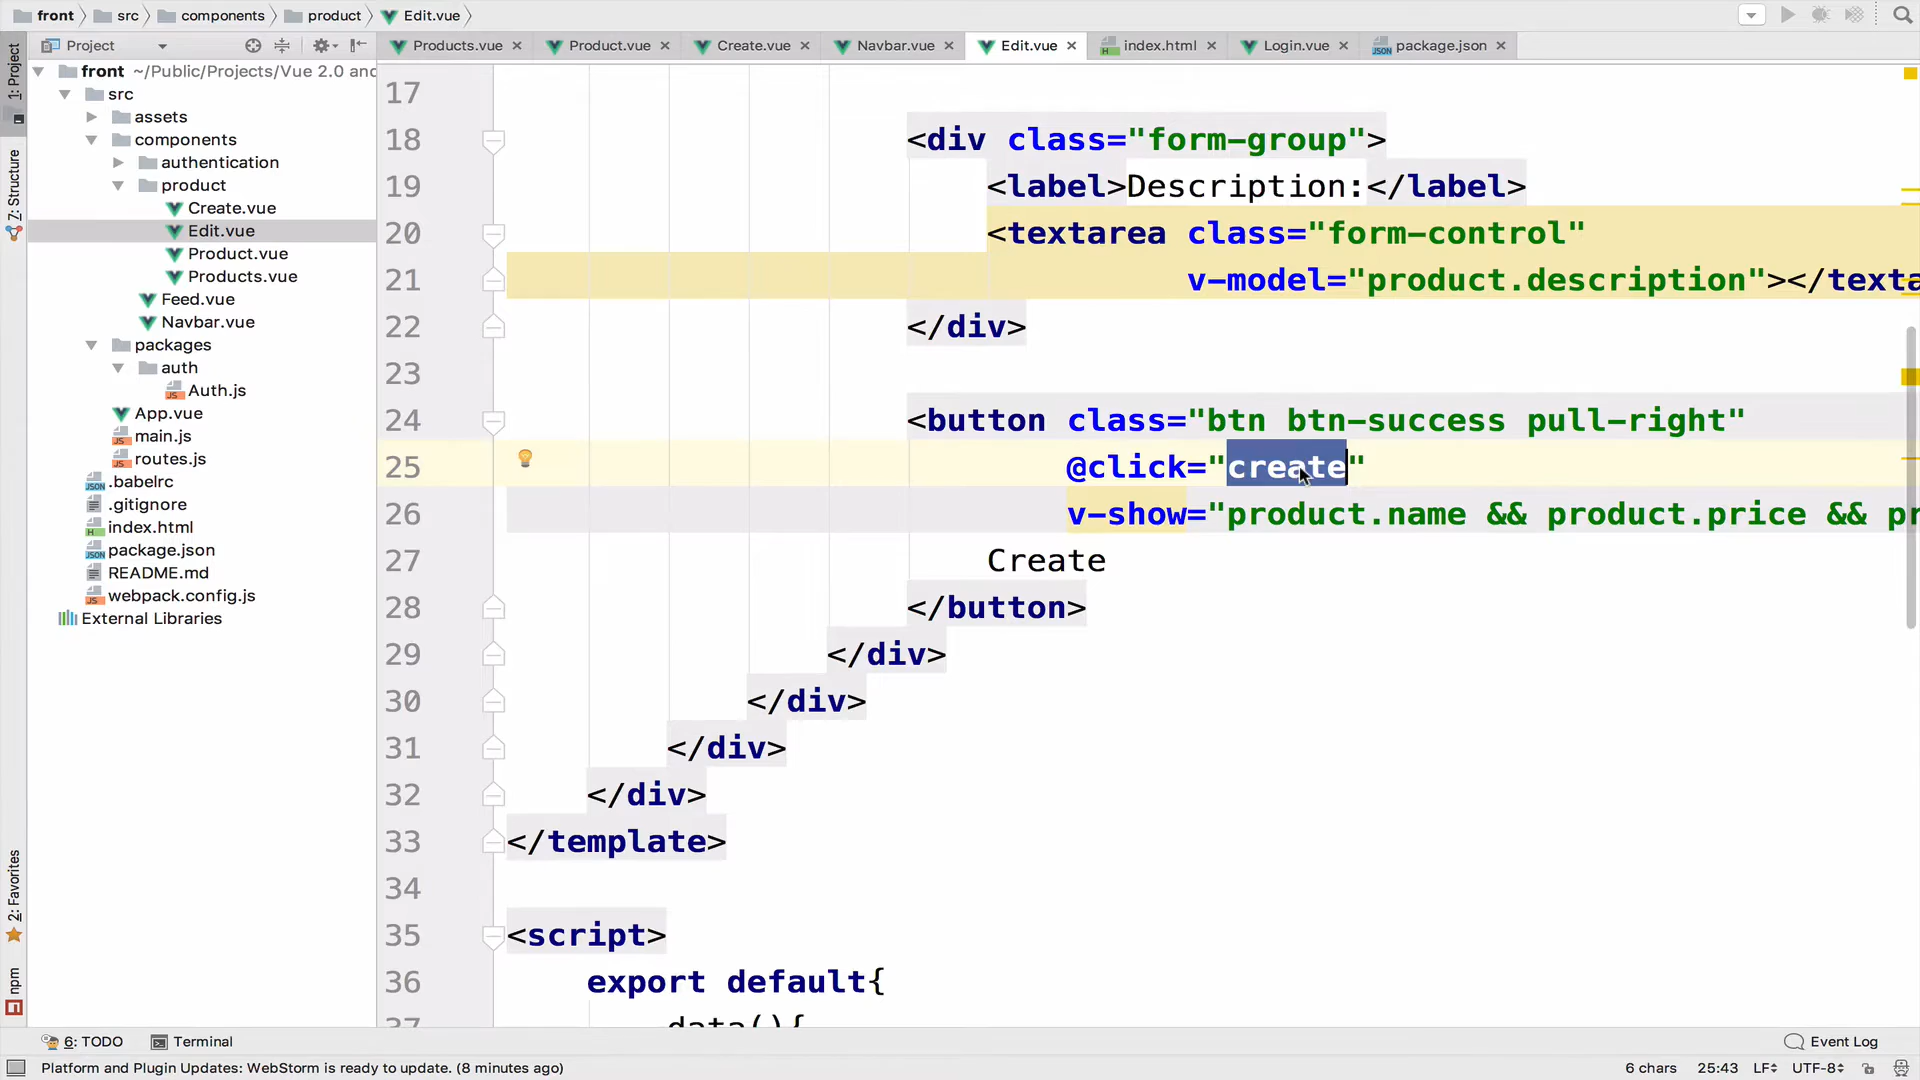 front src components product Edit.vue
Project
Products.vue Product.vue Create.vue Navbar.vue Edit.vue index.html Login.vue package.json
1: Project
7: Structure
2: Favorites
npm
front ~/Public/Projects/Vue 2.0 and
src
assets
components
authentication
product
Create.vue
Edit.vue
Product.vue
Products.vue
Feed.vue
Navbar.vue
packages
auth
Auth.js
App.vue
main.js
routes.js
.babelrc
.gitignore
index.html
package.json
README.md
webpack.config.js
External Libraries
17
18 <div class="form-group">
19 <label>Description:</label>
20 <textarea class="form-control"
21 v-model="product.description"></texta
22 </div>
23
24 <button class="btn btn-success pull-right"
25 @click="create"
26 v-show="product.name && product.price && pr
27 Create
28 </button>
29 </div>
30 </div>
31 </div>
32 </div>
33 </template>
34
35 <script>
36 export default{
37 data(){
6: TODO Terminal Event Log
Platform and Plugin Updates: WebStorm is ready to update. (8 minutes ago) 6 chars 25:43 LF UTF-8